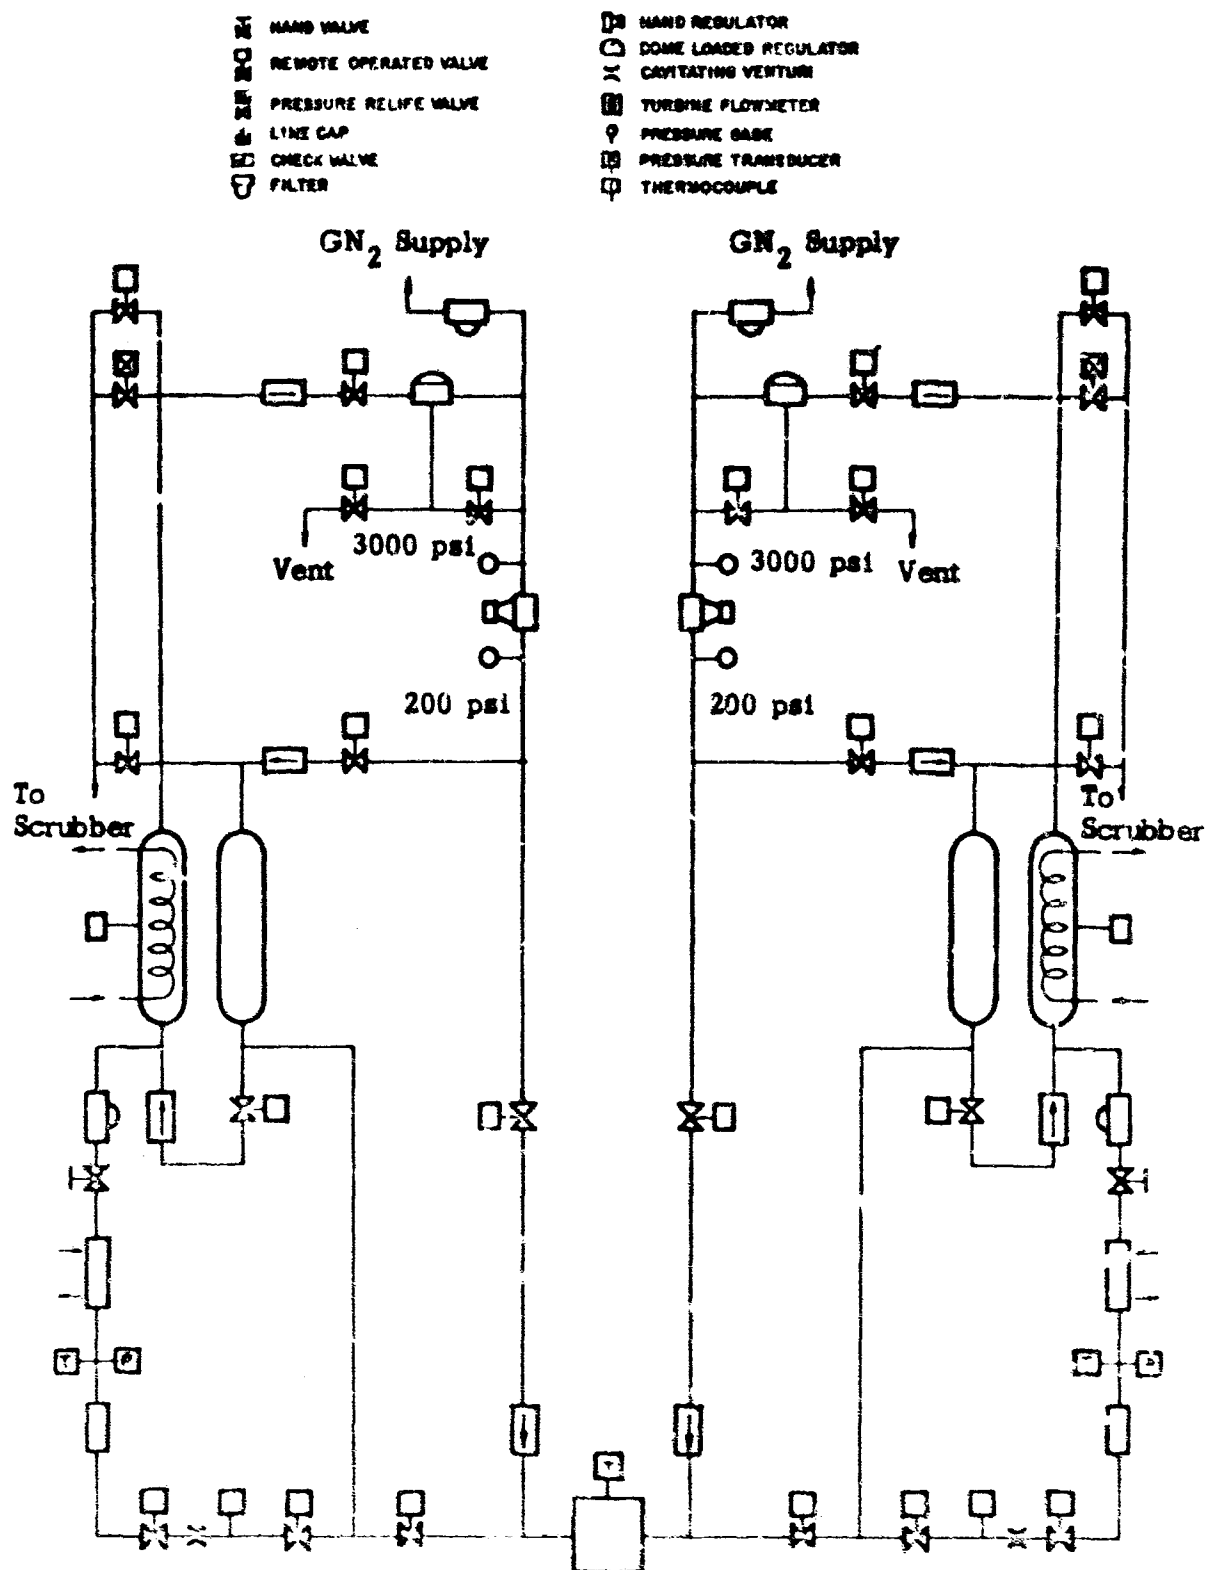 HAND VALVE
REMOTE OPERATED VALVE
PRESSURE RELIFE VALVE
LINE CAP
CHECK VALVE
FILTER
HAND REGULATOR
DOME LOADED REGULATOR
CAVITATING VENTURI
TURBINE FLOWMETER
PRESSURE GAGE
PRESSURE TRANSDUCER
THERMOCOUPLE
GN2 Supply
GN2 Supply
3000 psi
Vent
3000 psi
Vent
200 psi
200 psi
To
Scrubber
To
Scrubber
T
P